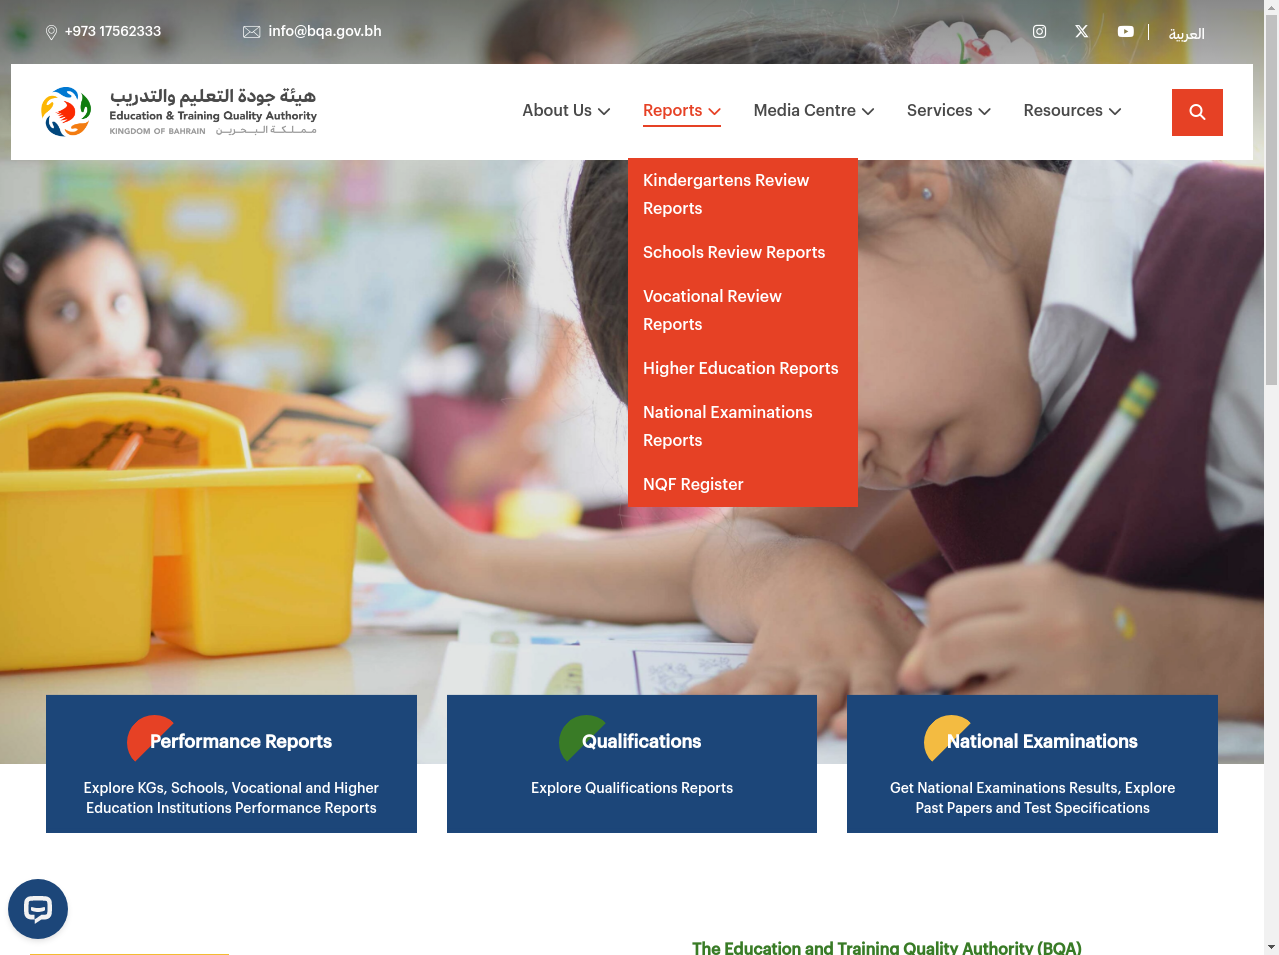 +973 17562333
info@bqa.gov.bh
العربية
هيئة جودة التعليم والتدريب
Education & Training Quality Authority
KINGDOM OF BAHRAIN مـمـلـكـة الـبـحـريـن
About Us
Reports
Media Centre
Services
Resources
Kindergartens Review
Reports
Schools Review Reports
Vocational Review
Reports
Higher Education Reports
National Examinations
Reports
NQF Register
Performance Reports
Explore KGs, Schools, Vocational and Higher
Education Institutions Performance Reports
Qualifications
Explore Qualifications Reports
National Examinations
Get National Examinations Results, Explore
Past Papers and Test Specifications
The Education and Training Quality Authority (BQA)